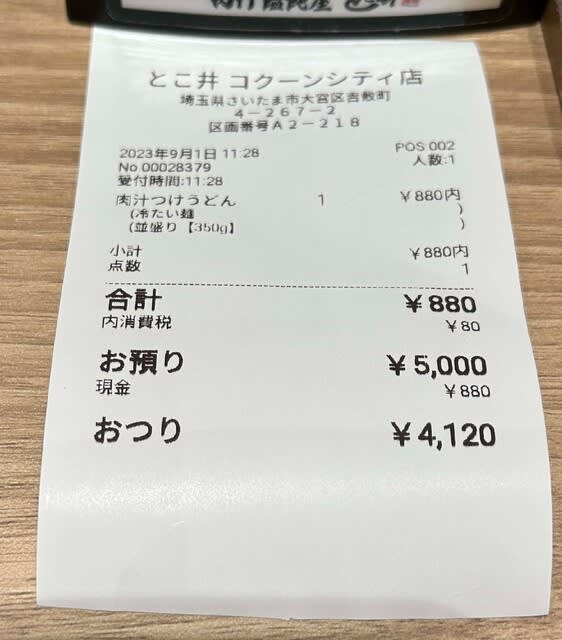 とこ井 コクーンシティ店
埼玉県さいたま市大宮区吉敷町
４－２６７－２
区画番号Ａ２－２１８
2023年9月1日 11:28 POS:002
No 00028379 人数:1
受付時間:11:28
肉汁つけうどん 1 ￥880内
(冷たい麺 )
(並盛り【350g】 )
小計 ￥880内
点数 1
合計 ￥880
内消費税 ￥80
お預り ￥5,000
現金 ￥880
おつり ￥4,120